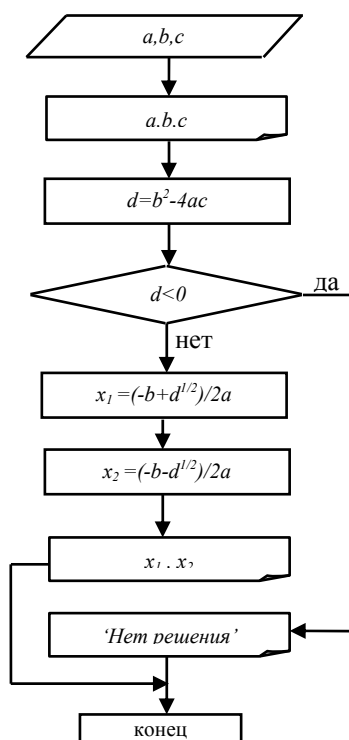 a,b,c
a.b.c
d=b²-4ac
d<0
да
нет
x₁ =(-b+d^{1/2})/2a
x₂ =(-b-d^{1/2})/2a
x₁ . x₂
‘Нет решения’
конец